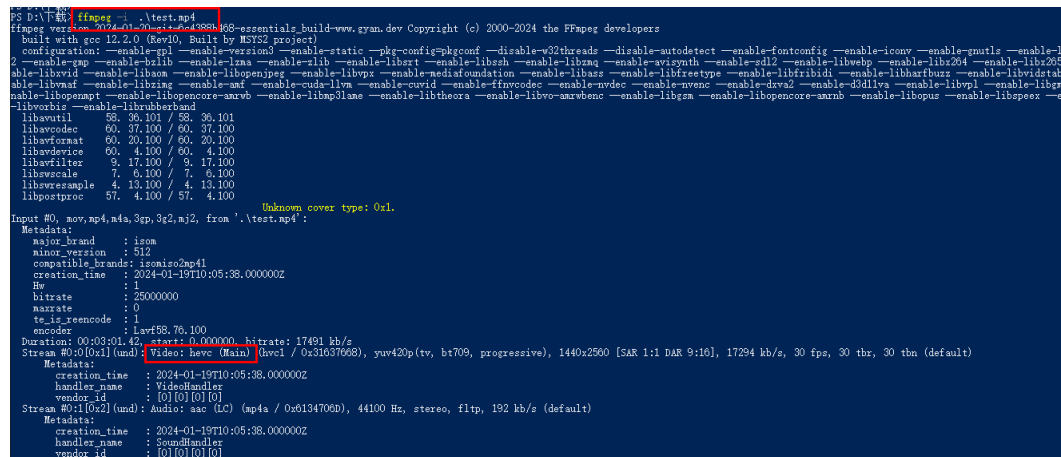 PS D:\下载>
PS D:\下载> ffmpeg -i .\test.mp4
ffmpeg version 2024-01-20-git-6c4388b468-essentials_build-www.gyan.dev Copyright (c) 2000-2024 the FFmpeg developers
built with gcc 12.2.0 (Rev10, Built by MSYS2 project)
configuration: --enable-gpl --enable-version3 --enable-static --pkg-config=pkgconf --disable-w32threads --disable-autodetect --enable-fontconfig --enable-iconv --enable-gnutls --enable-l
2 --enable-gmp --enable-bzlib --enable-lzma --enable-zlib --enable-libsrt --enable-libssh --enable-libzmq --enable-avisynth --enable-sdl2 --enable-libwebp --enable-libx264 --enable-libx265
able-libxvid --enable-libaom --enable-libopenjpeg --enable-libvpx --enable-mediafoundation --enable-libass --enable-libfreetype --enable-libfribidi --enable-libharfbuzz --enable-libvidstab
able-libvmaf --enable-libzimg --enable-amf --enable-cuda-llvm --enable-cuvid --enable-ffnvcodec --enable-nvdec --enable-nvenc --enable-dxva2 --enable-d3d11va --enable-libvpl --enable-libgm
nable-libopenmpt --enable-libopencore-amrwb --enable-libmp3lame --enable-libtheora --enable-libvo-amrwbenc --enable-libgsm --enable-libopencore-amrnb --enable-libopus --enable-libspeex --e
-libvorbis --enable-librubberband
libavutil 58. 36.101 / 58. 36.101
libavcodec 60. 37.100 / 60. 37.100
libavformat 60. 20.100 / 60. 20.100
libavdevice 60. 4.100 / 60. 4.100
libavfilter 9. 17.100 / 9. 17.100
libswscale 7. 6.100 / 7. 6.100
libswresample 4. 13.100 / 4. 13.100
libpostproc 57. 4.100 / 57. 4.100
Unknown cover type: 0x1.
Input #0, mov,mp4,m4a,3gp,3g2,mj2, from '.\test.mp4':
Metadata:
major_brand : isom
minor_version : 512
compatible_brands: isomiso2mp41
creation_time : 2024-01-19T10:05:38.000000Z
Hw : 1
bitrate : 25000000
maxrate : 0
te_is_reencode : 1
encoder : Lavf58.76.100
Duration: 00:03:01.42, start: 0.000000, bitrate: 17491 kb/s
Stream #0:0[0x1](und): Video: hevc (Main) (hvc1 / 0x31637668), yuv420p(tv, bt709, progressive), 1440x2560 [SAR 1:1 DAR 9:16], 17294 kb/s, 30 fps, 30 tbr, 30 tbn (default)
Metadata:
creation_time : 2024-01-19T10:05:38.000000Z
handler_name : VideoHandler
vendor_id : [0][0][0][0]
Stream #0:1[0x2](und): Audio: aac (LC) (mp4a / 0x6134706D), 44100 Hz, stereo, fltp, 192 kb/s (default)
Metadata:
creation_time : 2024-01-19T10:05:38.000000Z
handler_name : SoundHandler
vendor_id : [0][0][0][0]